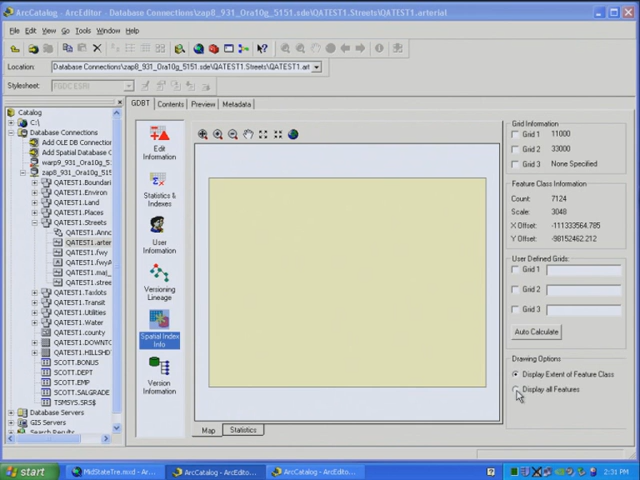 ArcCatalog - ArcEditor - Database Connections\zap8_931_Ora10g_5151.sde\QATEST1.Streets\QATEST1.arterial
File Edit View Go Tools Window Help
Location: Database Connections\zap8_931_Ora10g_5151.sde\QATEST1.Streets\QATEST1.art
Stylesheet: FGDC ESRI
GDBT Contents Preview Metadata
Catalog
C:\
Database Connections
Add OLE DB Connection
Add Spatial Database C
warp9_931_Ora10g_5
zap8_931_Ora10g_515
QATEST1.Boundari
QATEST1.Environ
QATEST1.Land
QATEST1.Places
QATEST1.Streets
QATEST1.Annc
QATEST1.arter
QATEST1.fwy
QATEST1.fwyA
QATEST1.maj_
QATEST1.stree
QATEST1.Taxlots
QATEST1.Transit
QATEST1.Utilities
QATEST1.Water
QATEST1.county
QATEST1.DOWNTO
QATEST1.HILLSHD
SCOTT.BONUS
SCOTT.DEPT
SCOTT.EMP
SCOTT.SALGRADE
TSMSYS.SRS$
Database Servers
GIS Servers
Search Results
Edit Information
Statistics & Indexes
User Information
Versioning Lineage
Spatial Index Info
Version Information
Map Statistics
Grid Information
Grid 1 11000
Grid 2 33000
Grid 3 None Specified
Feature Class Information
Count: 7124
Scale: 3048
X Offset: -111333564.785
Y Offset: -98152462.212
User Defined Grids:
Grid 1
Grid 2
Grid 3
Auto Calculate
Drawing Options
Display Extent of Feature Class
Display all Features
start MidStateTre.mxd - Ar... ArcCatalog - ArcEdito... ArcCatalog - ArcEdito... 2:31 PM